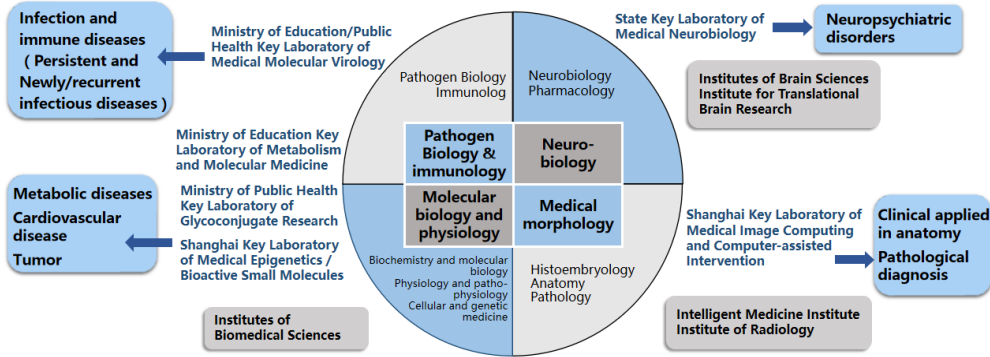 Infection and
immune diseases
( Persistent and
Newly/recurrent
infectious diseases )
Ministry of Education/Public
Health Key Laboratory of
Medical Molecular Virology
Pathogen Biology
Immunolog
Neurobiology
Pharmacology
State Key Laboratory of
Medical Neurobiology
Neuropsychiatric
disorders
Institutes of Brain Sciences
Institute for Translational
Brain Research
Pathogen
Biology &
immunology
Neuro-
biology
Molecular
biology and
physiology
Medical
morphology
Ministry of Education Key
Laboratory of Metabolism
and Molecular Medicine
Ministry of Public Health
Key Laboratory of
Glycoconjugate Research
Shanghai Key Laboratory
of Medical Epigenetics /
Bioactive Small Molecules
Metabolic diseases
Cardiovascular
disease
Tumor
Biochemistry and molecular
biology
Physiology and patho-
physiology
Cellular and genetic
medicine
Histoembryology
Anatomy
Pathology
Shanghai Key Laboratory of
Medical Image Computing
and Computer-assisted
Intervention
Clinical applied
in anatomy
Pathological
diagnosis
Institutes of
Biomedical Sciences
Intelligent Medicine Institute
Institute of Radiology